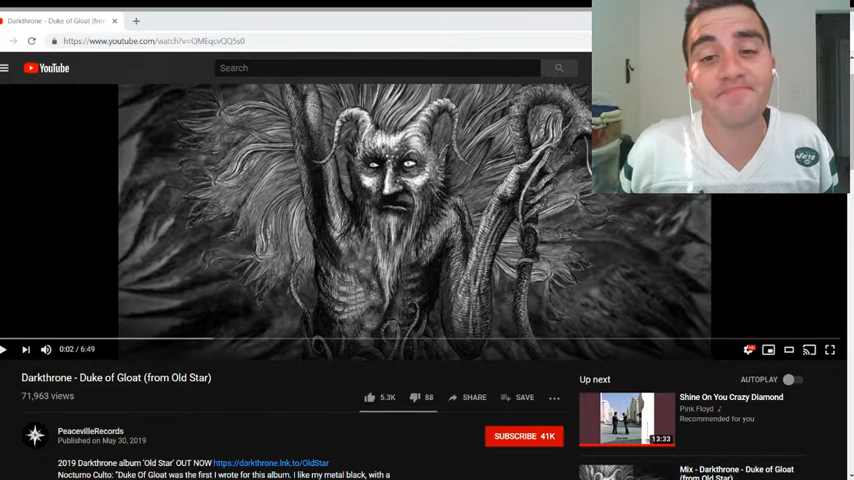 Darkthrone - Duke of Gloat (from
https://www.youtube.com/watch?v=QMEqcvQQ5s0
YouTube
Search
JETS
0:02 / 6:49
Darkthrone - Duke of Gloat (from Old Star)
71,963 views
5.3K
88
SHARE
SAVE
PeacevilleRecords
Published on May 30, 2019
SUBSCRIBE 41K
2019 Darkthrone album 'Old Star' OUT NOW https://darkthrone.lnk.to/OldStar
Nocturno Culto: "Duke Of Gloat was the first I wrote for this album. I like my metal black, with a
Up next
AUTOPLAY
Shine On You Crazy Diamond
Pink Floyd
Recommended for you
13:33
Mix - Darkthrone - Duke of Gloat
(from Old Star)